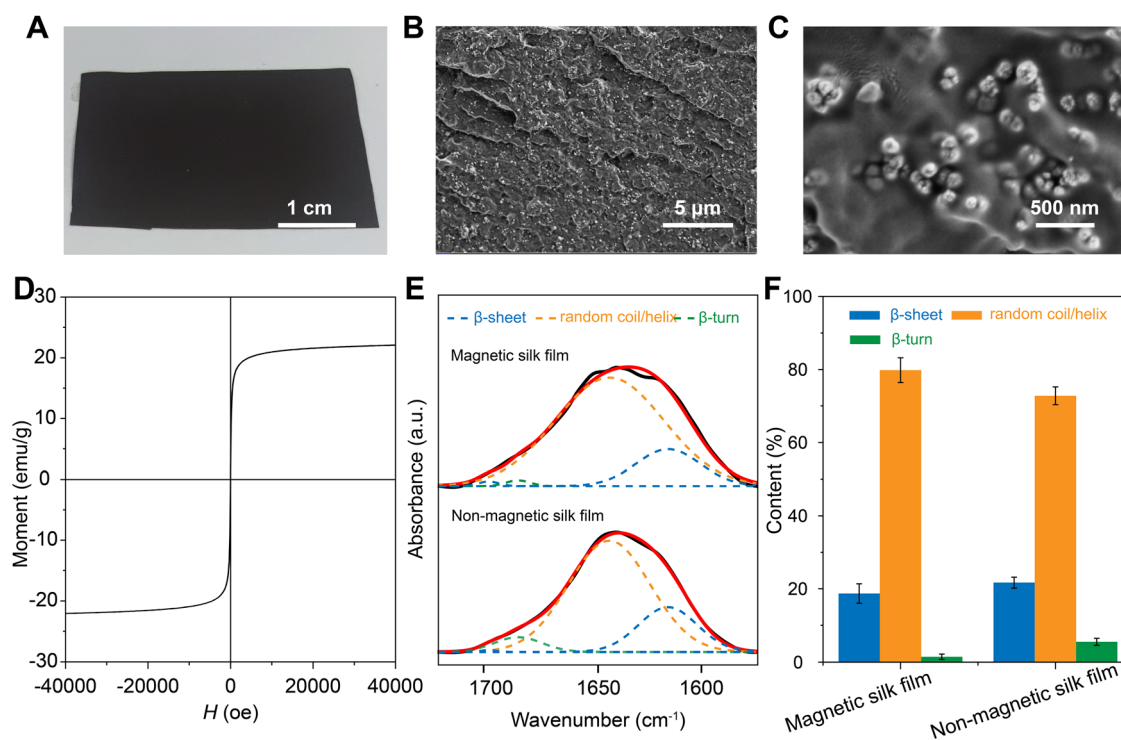 A
1 cm
B
5 μm
C
500 nm
D
Moment (emu/g)
30
20
10
0
-10
-20
-30
-40000 -20000 0 20000 40000
H (oe)
E
β-sheet random coil/helix β-turn
Magnetic silk film
Non-magnetic silk film
Absorbance (a.u.)
1700 1650 1600
Wavenumber (cm⁻¹)
F
β-sheet random coil/helix
β-turn
Content (%)
100
80
60
40
20
0
Magnetic silk film
Non-magnetic silk film